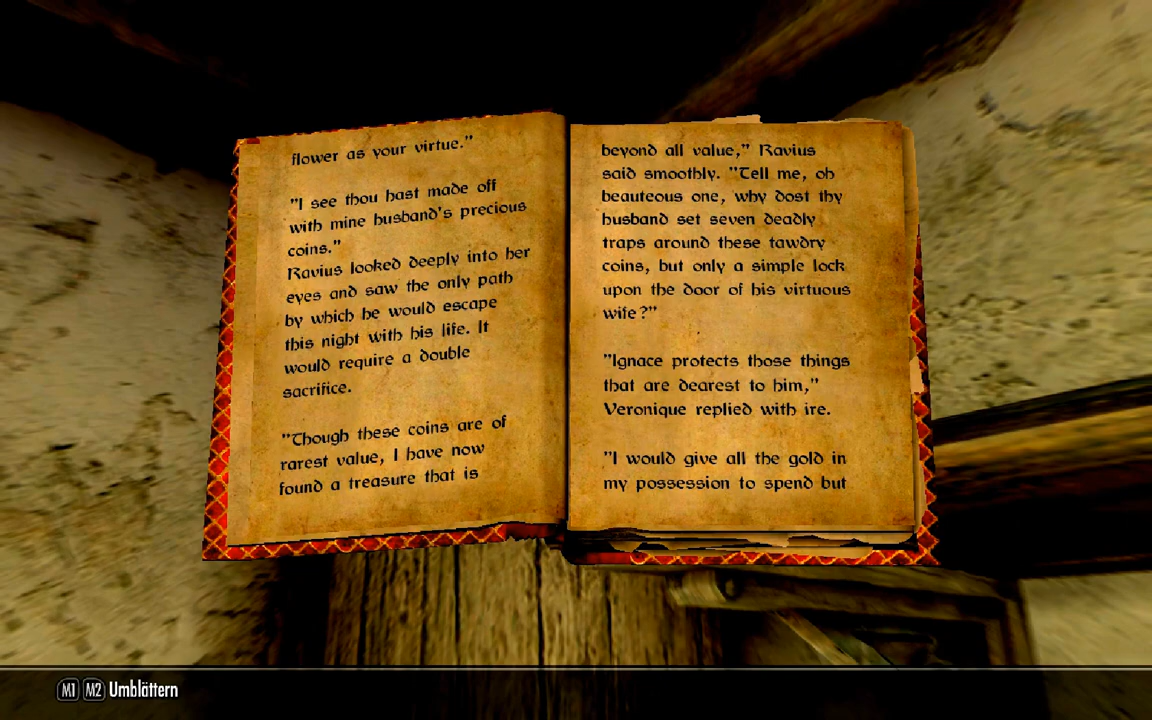 flower as your virtue."
"I see thou hast made off
with mine husband's precious
coins."
Ravius looked deeply into her
eyes and saw the only path
by which he would escape
this night with his life. It
would require a double
sacrifice.
"Though these coins are of
rarest value, I have now
found a treasure that is
beyond all value," Ravius
said smoothly. "Tell me, oh
beauteous one, why dost thy
husband set seven deadly
traps around these tawdry
coins, but only a simple lock
upon the door of his virtuous
wife?"
"Ignace protects those things
that are dearest to him,"
Veronique replied with ire.
"I would give all the gold in
my possession to spend but
M1 M2 Umblättern